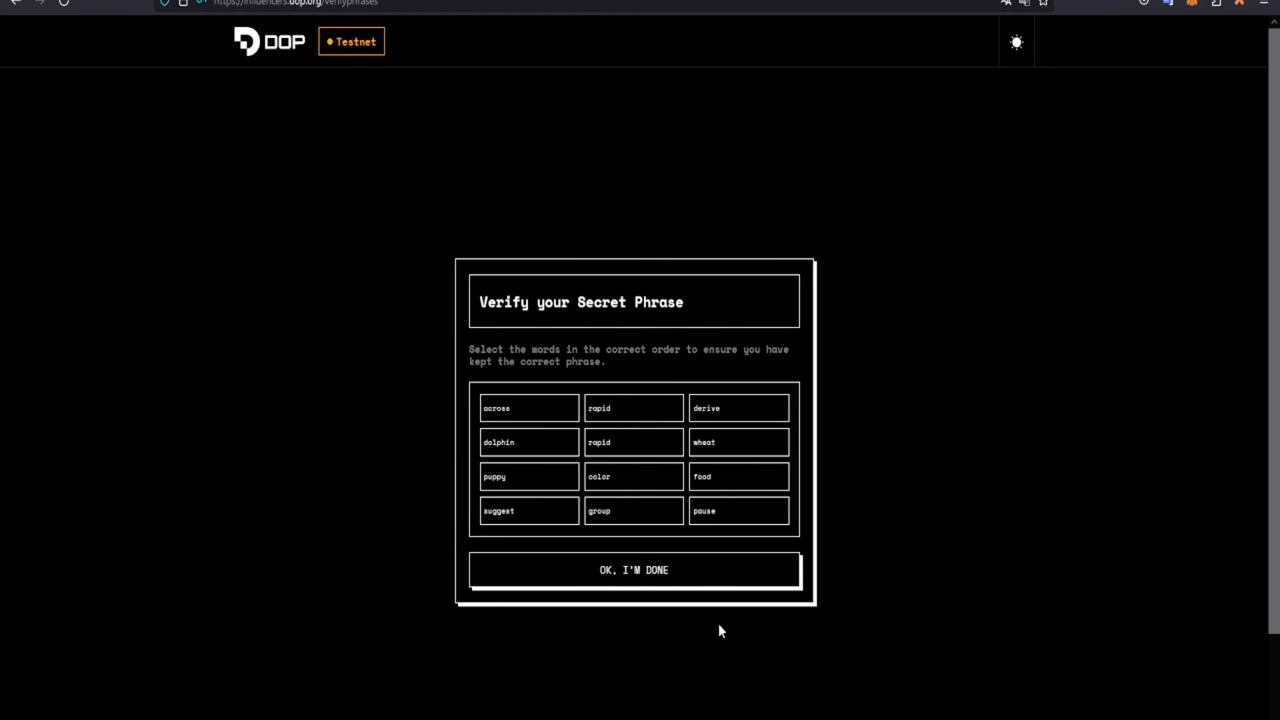 https://influencers.dop.org/verifyphrases
DOP Testnet
Verify your Secret Phrase
Select the words in the correct order to ensure you have
kept the correct phrase.
across rapid derive
dolphin rapid wheat
puppy color food
suggest group pause
OK, I'M DONE